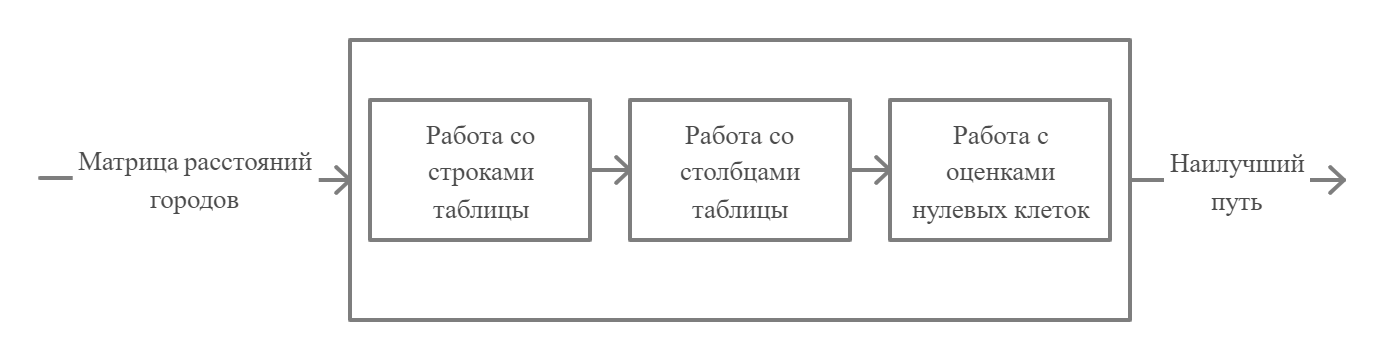 Матрица расстояний
городов
Работа со
строками
таблицы
Работа со
столбцами
таблицы
Работа с
оценками
нулевых клеток
Наилучший
путь